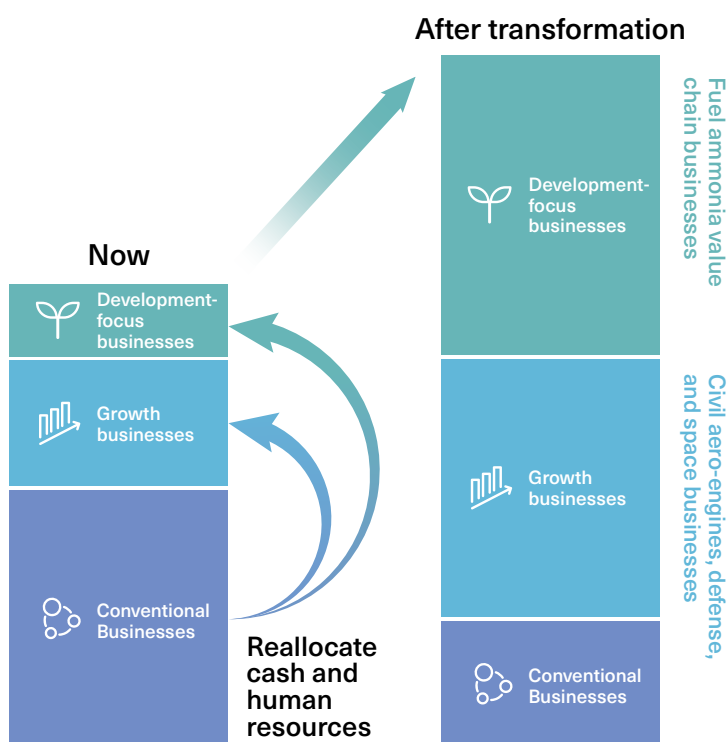 After transformation
Now
Development-
focus
businesses
Growth
businesses
Conventional
Businesses
Reallocate
cash and
human
resources
Development-
focus
businesses
Growth
businesses
Conventional
Businesses
Fuel ammonia value
chain businesses
Civil aero-engines, defense,
and space businesses